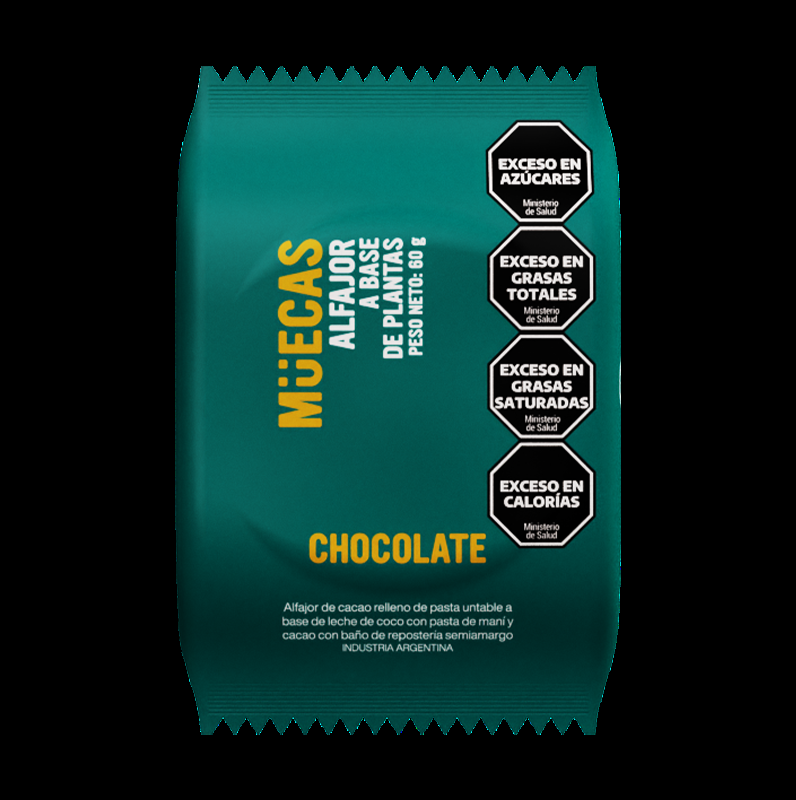 MÜECAS
ALFAJOR
A BASE
DE PLANTAS
PESO NETO: 60 g
EXCESO EN
AZÚCARES
Ministerio
de Salud
EXCESO EN
GRASAS
TOTALES
Ministerio
de Salud
EXCESO EN
GRASAS
SATURADAS
Ministerio
de Salud
EXCESO EN
CALORÍAS
Ministerio
de Salud
CHOCOLATE
Alfajor de cacao relleno de pasta untable a
base de leche de coco con pasta de maní y
cacao con baño de repostería semiamargo
INDUSTRIA ARGENTINA